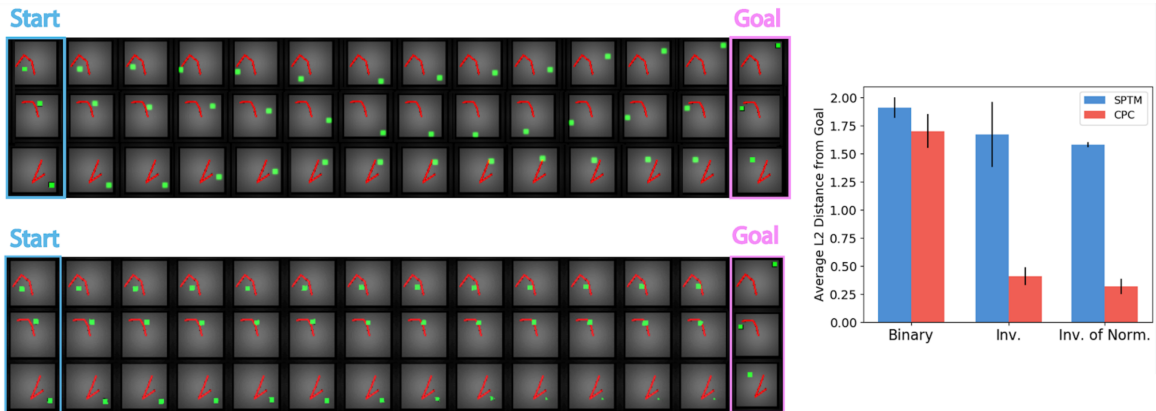 Start
Goal
Start
Goal
Average L2 Distance from Goal
2.00
1.75
1.50
1.25
1.00
0.75
0.50
0.25
0.00
SPTM
CPC
Binary
Inv.
Inv. of Norm.